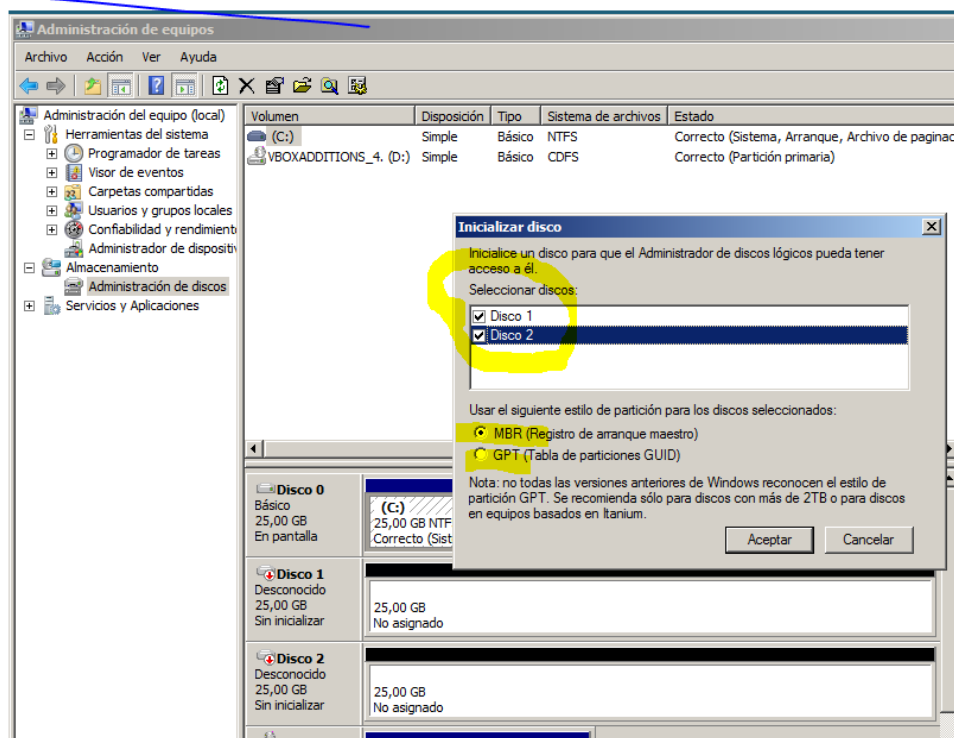 Administración de equipos
Archivo Acción Ver Ayuda
Administración del equipo (local)
Herramientas del sistema
Programador de tareas
Visor de eventos
Carpetas compartidas
Usuarios y grupos locales
Confiabilidad y rendimient
Administrador de dispositiv
Almacenamiento
Administración de discos
Servicios y Aplicaciones
Volumen Disposición Tipo Sistema de archivos Estado
(C:) Simple Básico NTFS Correcto (Sistema, Arranque, Archivo de paginac
VBOXADDITIONS_4. (D:) Simple Básico CDFS Correcto (Partición primaria)
Inicializar disco
Inicialice un disco para que el Administrador de discos lógicos pueda tener
acceso a él.
Seleccionar discos:
Disco 1
Disco 2
Usar el siguiente estilo de partición para los discos seleccionados:
MBR (Registro de arranque maestro)
GPT (Tabla de particiones GUID)
Nota: no todas las versiones anteriores de Windows reconocen el estilo de
partición GPT. Se recomienda sólo para discos con más de 2TB o para discos
en equipos basados en Itanium.
Aceptar Cancelar
Disco 0
Básico
25,00 GB
En pantalla
(C:)
25,00 GB NTF
Correcto (Sist
Disco 1
Desconocido
25,00 GB
Sin inicializar
25,00 GB
No asignado
Disco 2
Desconocido
25,00 GB
Sin inicializar
25,00 GB
No asignado